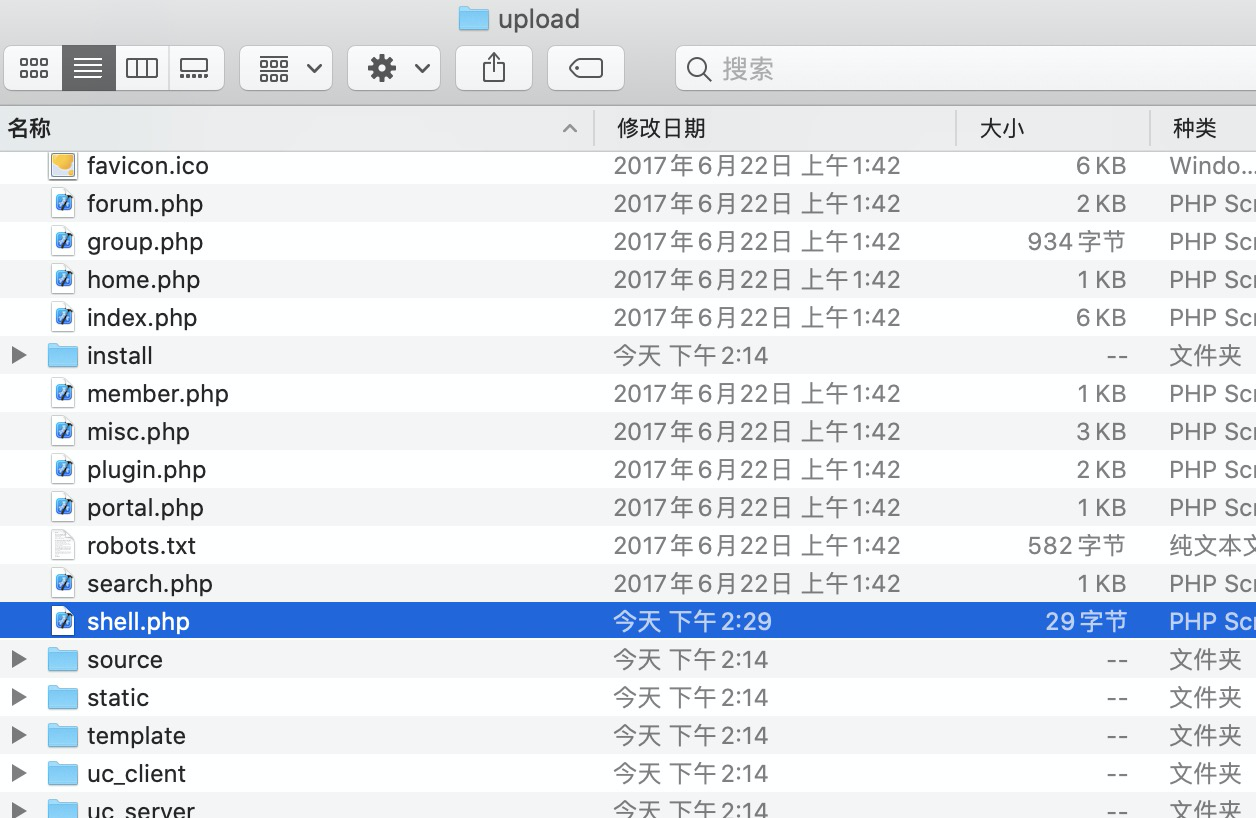 upload
搜索
名称 修改日期 大小 种类
favicon.ico 2017年6月22日 上午1:42 6 KB Windo...
forum.php 2017年6月22日 上午1:42 2 KB PHP Scr
group.php 2017年6月22日 上午1:42 934 字节 PHP Scr
home.php 2017年6月22日 上午1:42 1 KB PHP Scr
index.php 2017年6月22日 上午1:42 6 KB PHP Scr
install 今天 下午2:14 -- 文件夹
member.php 2017年6月22日 上午1:42 1 KB PHP Scr
misc.php 2017年6月22日 上午1:42 3 KB PHP Scr
plugin.php 2017年6月22日 上午1:42 2 KB PHP Scr
portal.php 2017年6月22日 上午1:42 1 KB PHP Scr
robots.txt 2017年6月22日 上午1:42 582 字节 纯文本文
search.php 2017年6月22日 上午1:42 1 KB PHP Scr
shell.php 今天 下午2:29 29 字节 PHP Scr
source 今天 下午2:14 -- 文件夹
static 今天 下午2:14 -- 文件夹
template 今天 下午2:14 -- 文件夹
uc_client 今天 下午2:14 -- 文件夹
uc_server 今天 下午2:14 -- 文件夹